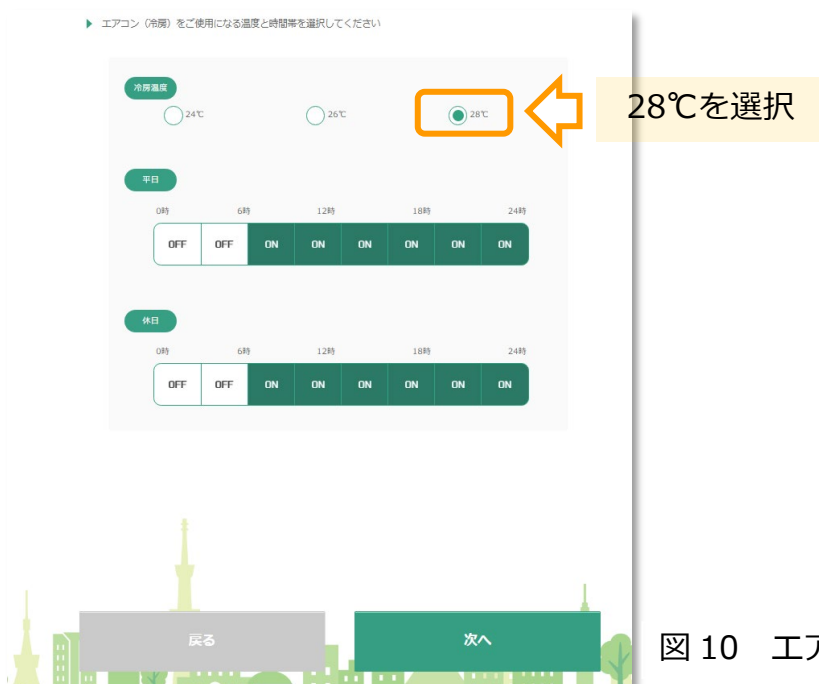 エアコン（冷房）をご使用になる温度と時間帯を選択してください
冷房温度
24℃ 26℃ 28℃
28℃を選択
平日
0時 6時 12時 18時 24時
OFF OFF ON ON ON ON ON ON
休日
0時 6時 12時 18時 24時
OFF OFF ON ON ON ON ON ON
戻る 次へ
図 10 エア